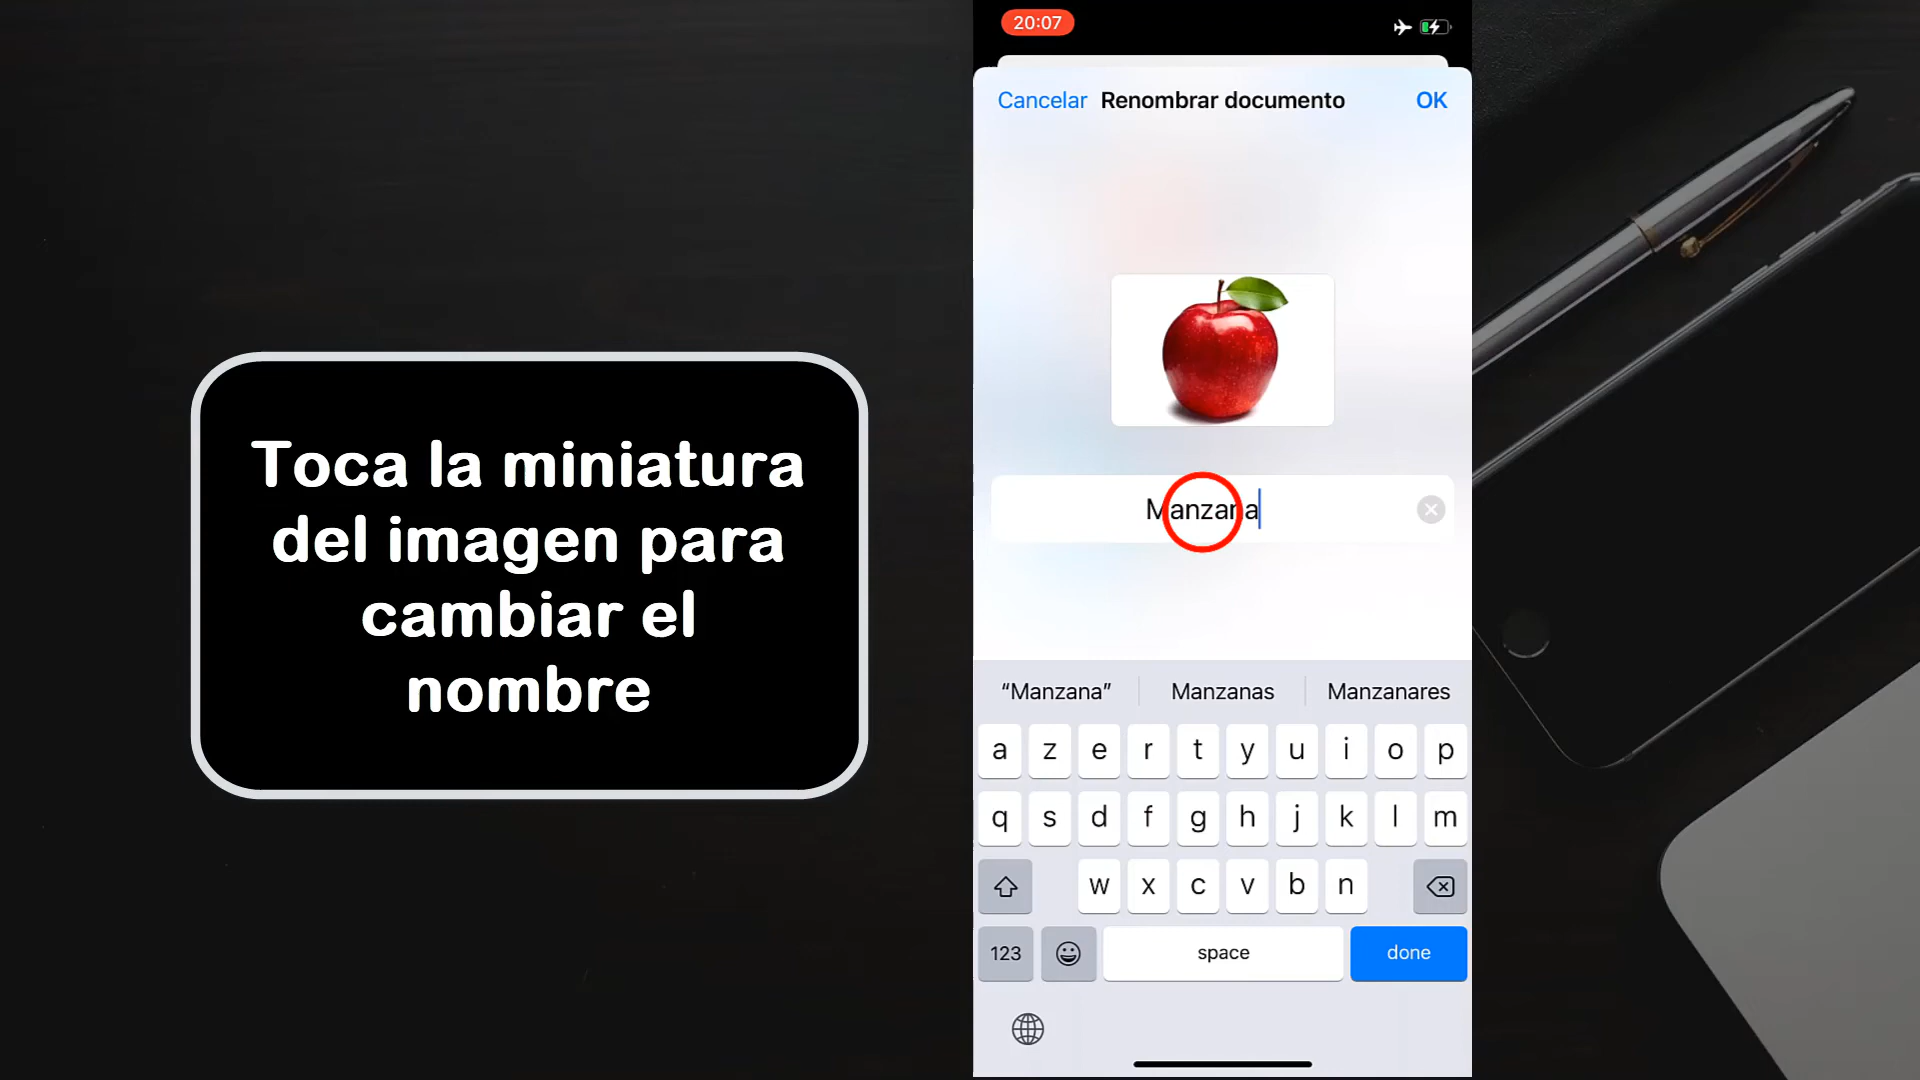 Toca la miniatura
del imagen para
cambiar el
nombre
20:07
Cancelar Renombrar documento OK
Manzana
“Manzana” Manzanas Manzanares
a z e r t y u i o p
q s d f g h j k l m
w x c v b n
123 space done